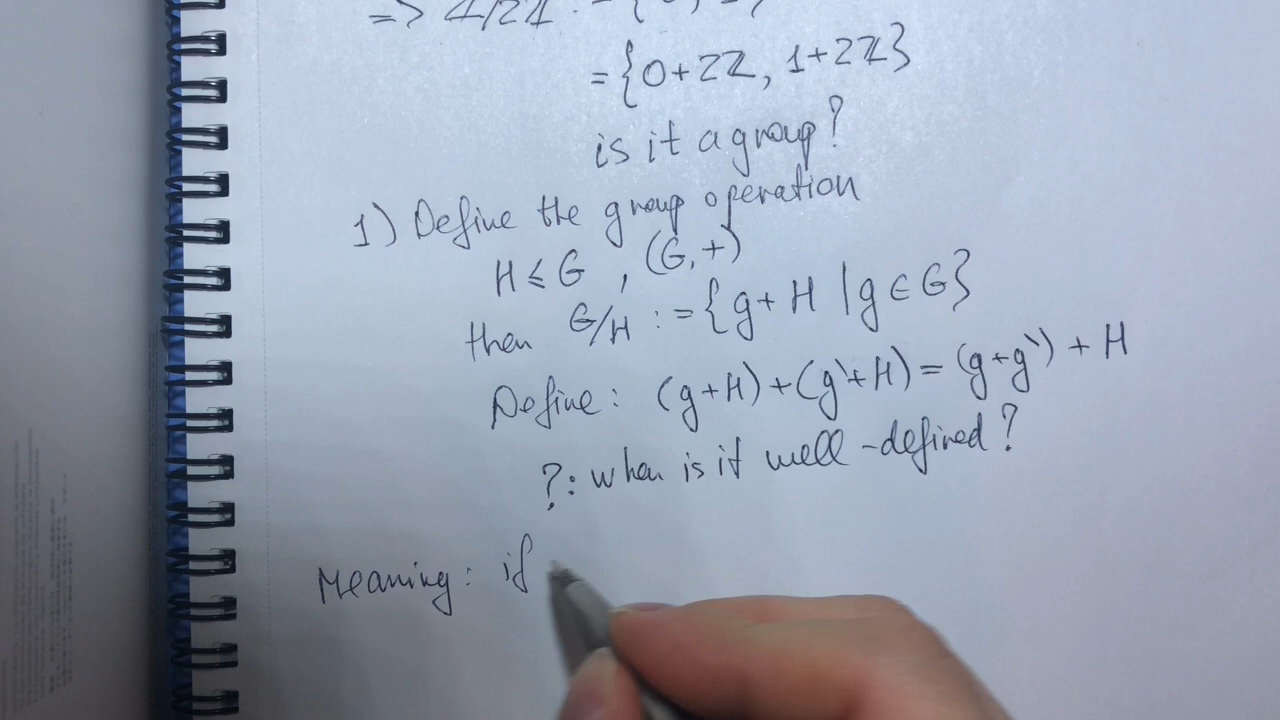 = {0+2ℤ, 1+2ℤ}
is it a group?
1) Define the group operation
H ≤ G , (G,+)
then G/H := {g+H | g ∈ G}
Define: (g+H)+(g`+H) = (g+g`)+H
?: when is it well-defined?
Meaning: if